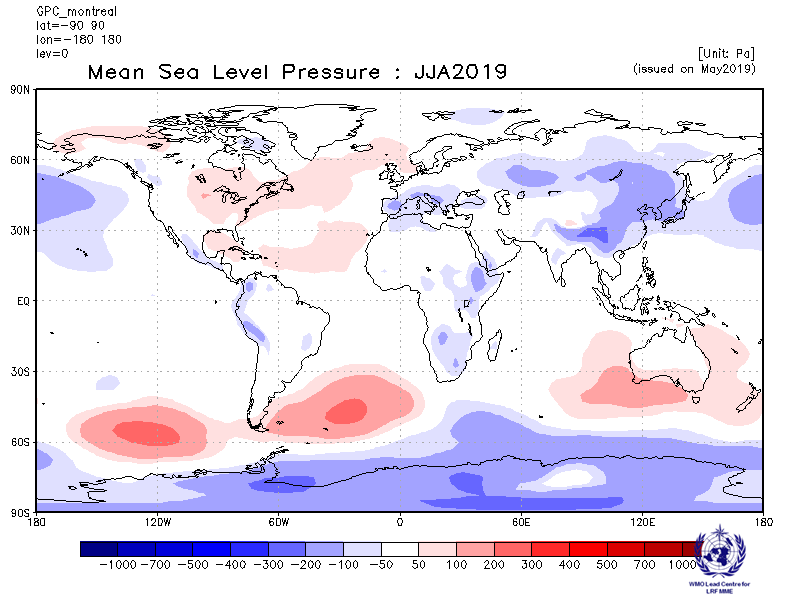 GPC_montreal
lat=-90 90
lon=-180 180
lev=0
[Unit: Pa]
Mean Sea Level Pressure : JJA2019
(issued on May2019)
90N
60N
30N
EQ
30S
60S
90S
180 120W 60W 0 60E 120E 180
-1000 -700 -500 -400 -300 -200 -100 -50 50 100 200 300 400 500 700 1000
WMO Lead Centre for
LRF MME